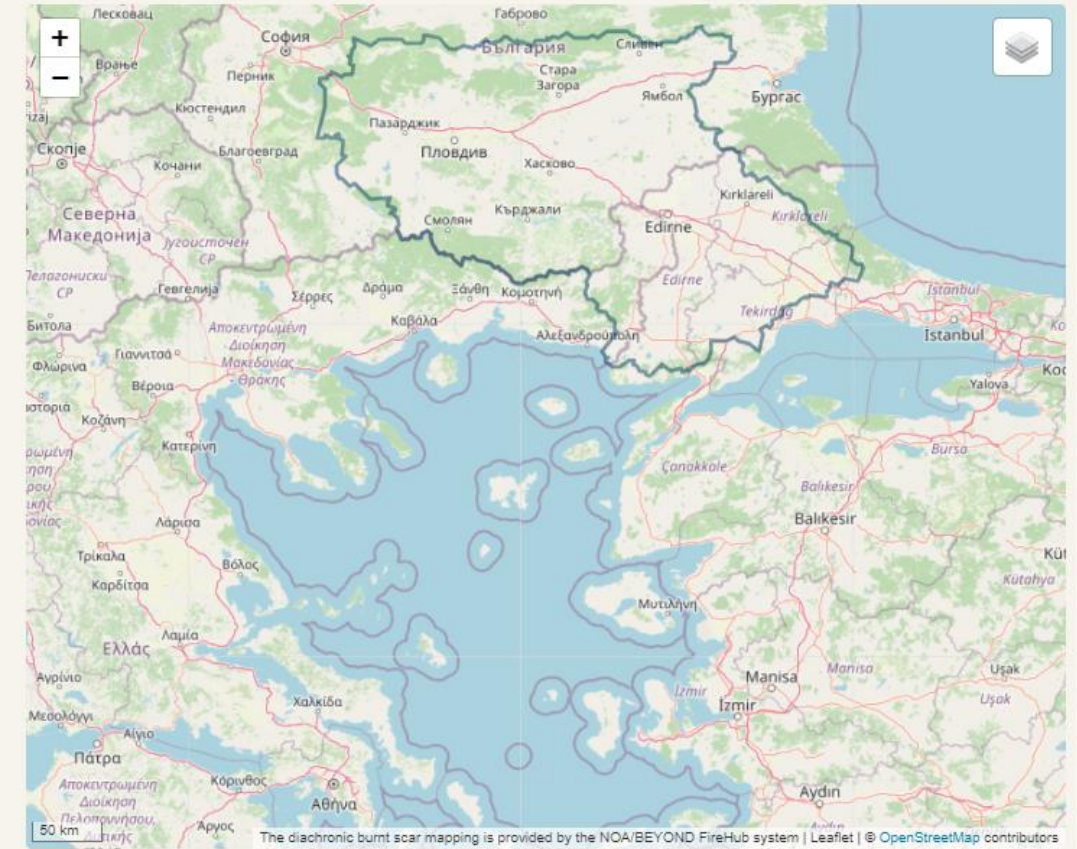 Лесковац
Габрово
+
София
България
Сливен
−
Врање
Перник
Стара
Загора
Ямбол
Бургас
Кюстендил
Пазарджик
Скопје
Благоевград
Пловдив
Кочани
Хасково
Kırklareli
Северна
Македонија
Смолян
Кърджали
Edirne
Kırklareli
Југоисточен
СР
Пелагониски
СР
Гевгелија
Σέρρες
Δράμα
Ξάνθη
Κομοτηνή
Edirne
İstanbul
Битола
Αποκεντρωμένη
Διοίκηση
Μακεδονίας
- Θράκης
Καβάλα
Αλεξανδρούπολη
Tekirdağ
İstanbul
Φλώρινα
Γιαννιτσά
Βέροια
Yalova
Κοζάνη
Κατερίνη
Çanakkale
Bursa
Balıkesir
Λάρισα
Balıkesir
Τρίκαλα
Βόλος
Καρδίτσα
Kütahya
Μυτιλήνη
Λαμία
Ελλάς
Αγρίνιο
Manisa
Manisa
Uşak
Χαλκίδα
İzmir
İzmir
Uşak
Μεσολόγγι
Αίγιο
Πάτρα
Κόρινθος
Αθήνα
Aydın
Αποκεντρωμένη
Διοίκηση
Πελοποννήσου,
Άργος
50 km
The diachronic burnt scar mapping is provided by the NOA/BEYOND FireHub system | Leaflet | © OpenStreetMap contributors